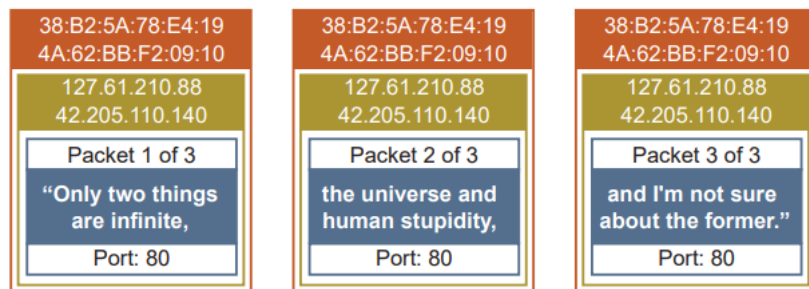 38:B2:5A:78:E4:19
4A:62:BB:F2:09:10
127.61.210.88
42.205.110.140
Packet 1 of 3
“Only two things
are infinite,
Port: 80
38:B2:5A:78:E4:19
4A:62:BB:F2:09:10
127.61.210.88
42.205.110.140
Packet 2 of 3
the universe and
human stupidity,
Port: 80
38:B2:5A:78:E4:19
4A:62:BB:F2:09:10
127.61.210.88
42.205.110.140
Packet 3 of 3
and I'm not sure
about the former.”
Port: 80